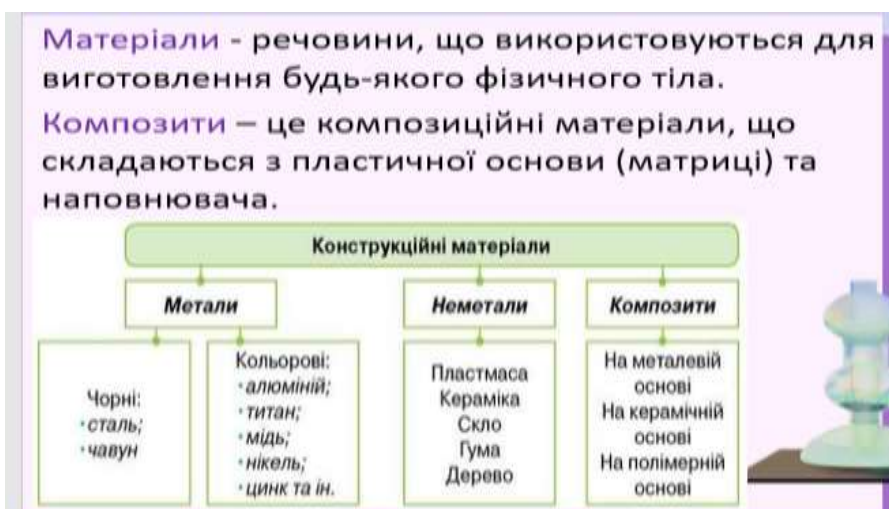 Матеріали - речовини, що використовуються для
виготовлення будь-якого фізичного тіла.
Композити – це композиційні матеріали, що
складаються з пластичної основи (матриці) та
наповнювача.
Конструкційні матеріали
Метали
Неметали
Композити
Чорні:
· сталь;
· чавун
Кольорові:
· алюміній;
· титан;
· мідь;
· нікель;
· цинк та ін.
Пластмаса
Кераміка
Скло
Гума
Дерево
На металевій
основі
На керамічній
основі
На полімерній
основі